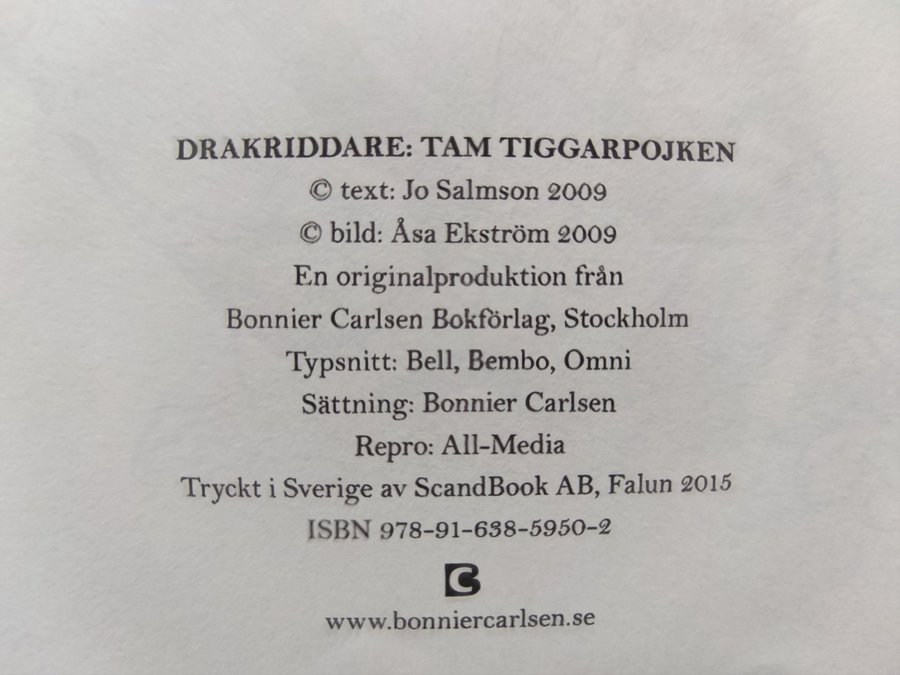 DRAKRIDDARE: TAM TIGGARPOJKEN
© text: Jo Salmson 2009
© bild: Åsa Ekström 2009
En originalproduktion från
Bonnier Carlsen Bokförlag, Stockholm
Typsnitt: Bell, Bembo, Omni
Sättning: Bonnier Carlsen
Repro: All-Media
Tryckt i Sverige av ScandBook AB, Falun 2015
ISBN 978-91-638-5950-2
BC
www.bonniercarlsen.se